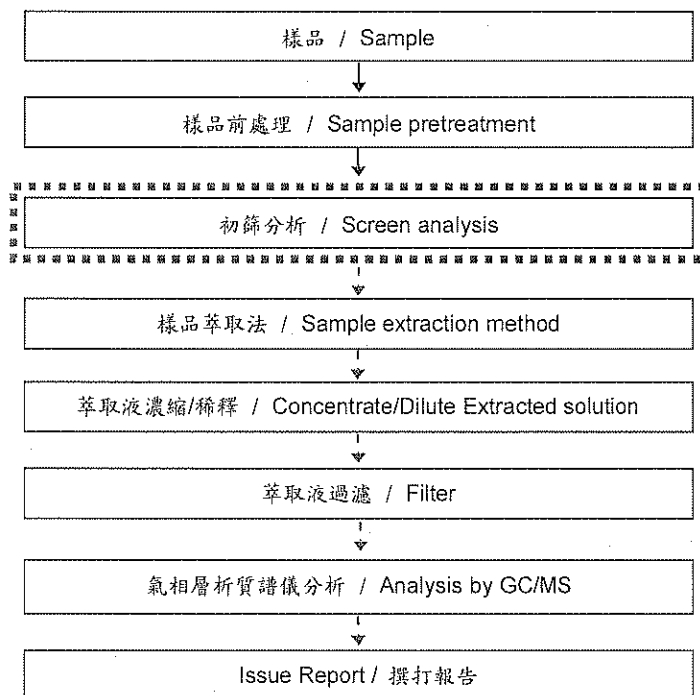 樣品 / Sample
樣品前處理 / Sample pretreatment
初篩分析 / Screen analysis
樣品萃取法 / Sample extraction method
萃取液濃縮/稀釋 / Concentrate/Dilute Extracted solution
萃取液過濾 / Filter
氣相層析質譜儀分析 / Analysis by GC/MS
Issue Report / 撰打報告